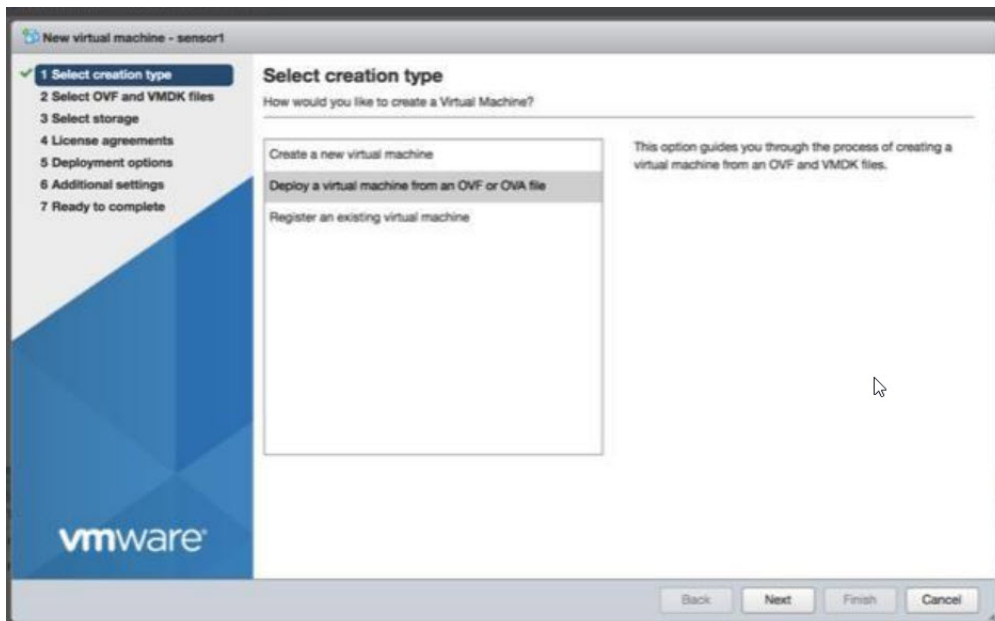 New virtual machine - sensor1
1 Select creation type
2 Select OVF and VMDK files
3 Select storage
4 License agreements
5 Deployment options
6 Additional settings
7 Ready to complete
Select creation type
How would you like to create a Virtual Machine?
Create a new virtual machine
Deploy a virtual machine from an OVF or OVA file
Register an existing virtual machine
This option guides you through the process of creating a
virtual machine from an OVF and VMDK files.
vmware
Back
Next
Finish
Cancel